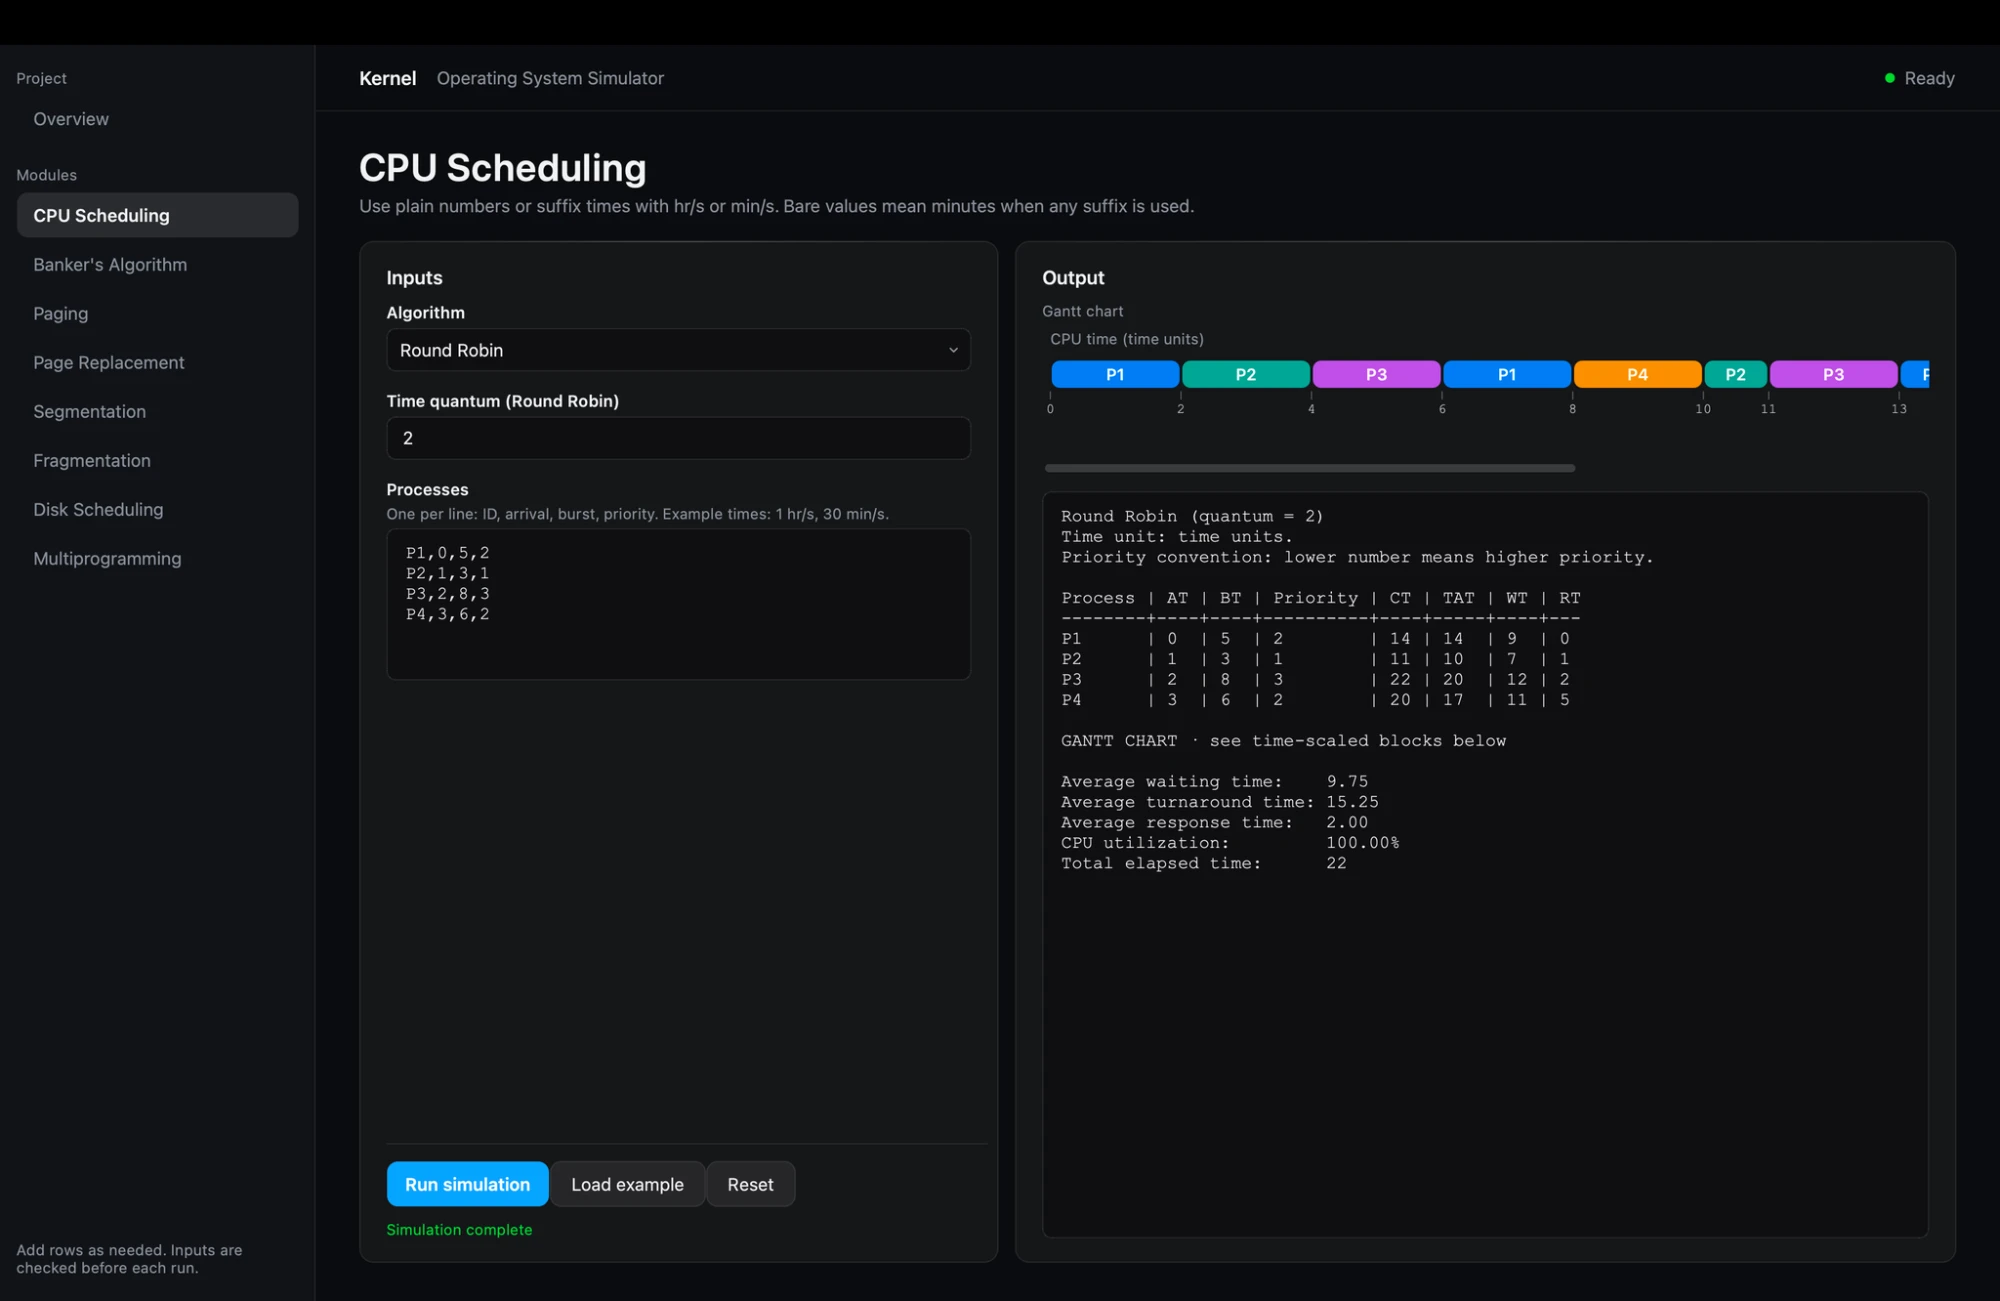 Project
Overview
Modules
CPU Scheduling
Banker's Algorithm
Paging
Page Replacement
Segmentation
Fragmentation
Disk Scheduling
Multiprogramming
Add rows as needed. Inputs are
checked before each run.
Kernel Operating System Simulator
Ready
CPU Scheduling
Use plain numbers or suffix times with hr/s or min/s. Bare values mean minutes when any suffix is used.
Inputs
Algorithm
Round Robin
Time quantum (Round Robin)
2
Processes
One per line: ID, arrival, burst, priority. Example times: 1 hr/s, 30 min/s.
P1,0,5,2
P2,1,3,1
P3,2,8,3
P4,3,6,2
Run simulation Load example Reset
Simulation complete
Output
Gantt chart
CPU time (time units)
P1 P2 P3 P1 P4 P2 P3
0 2 4 6 8 10 11 13
Round Robin (quantum = 2)
Time unit: time units.
Priority convention: lower number means higher priority.
Process | AT | BT | Priority | CT | TAT | WT | RT
--------+----+----+----------+----+-----+----+---
P1 | 0 | 5 | 2 | 14 | 14 | 9 | 0
P2 | 1 | 3 | 1 | 11 | 10 | 7 | 1
P3 | 2 | 8 | 3 | 22 | 20 | 12 | 2
P4 | 3 | 6 | 2 | 20 | 17 | 11 | 5
GANTT CHART · see time-scaled blocks below
Average waiting time: 9.75
Average turnaround time: 15.25
Average response time: 2.00
CPU utilization: 100.00%
Total elapsed time: 22